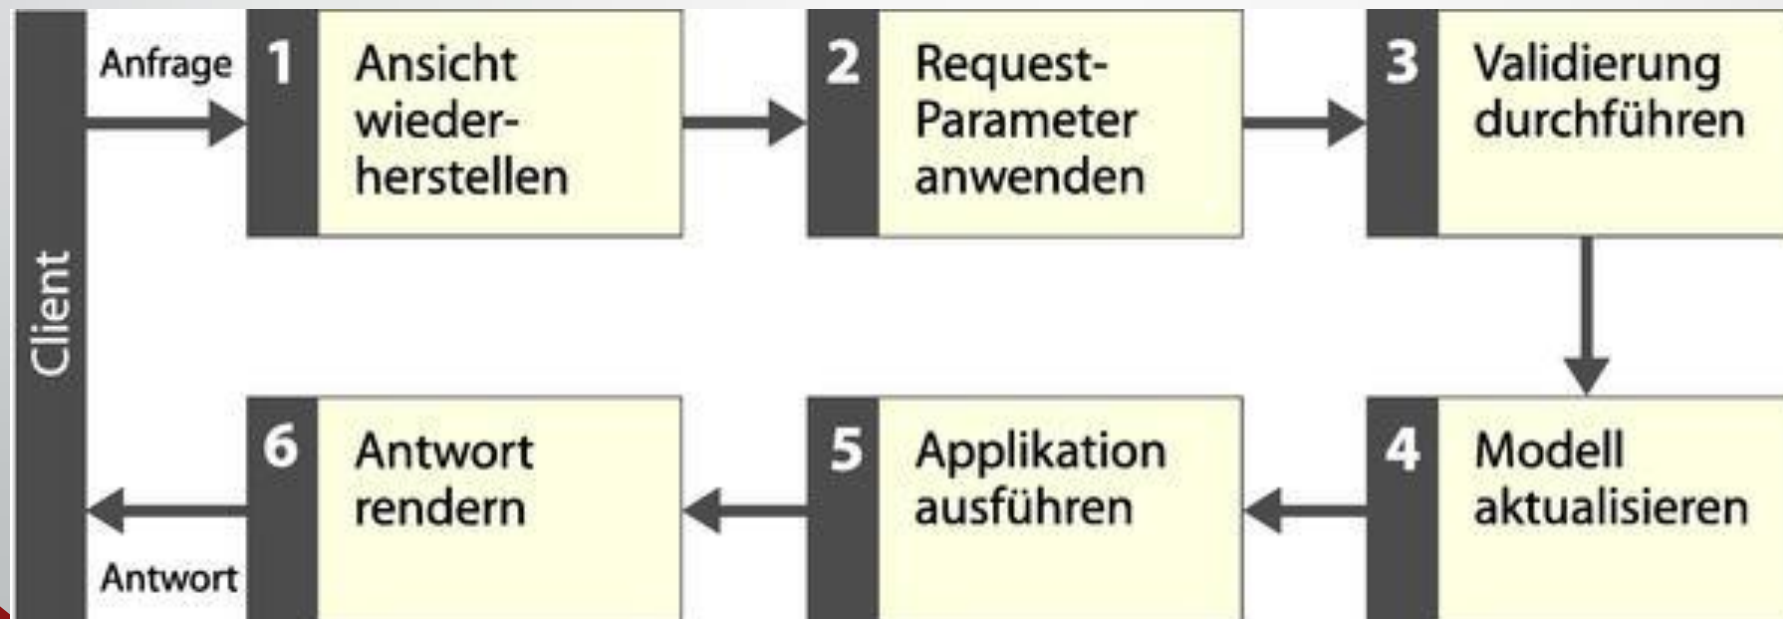 Client
Anfrage
1
Ansicht
wieder-
herstellen
2
Request-
Parameter
anwenden
3
Validierung
durchführen
4
Modell
aktualisieren
5
Applikation
ausführen
6
Antwort
rendern
Antwort